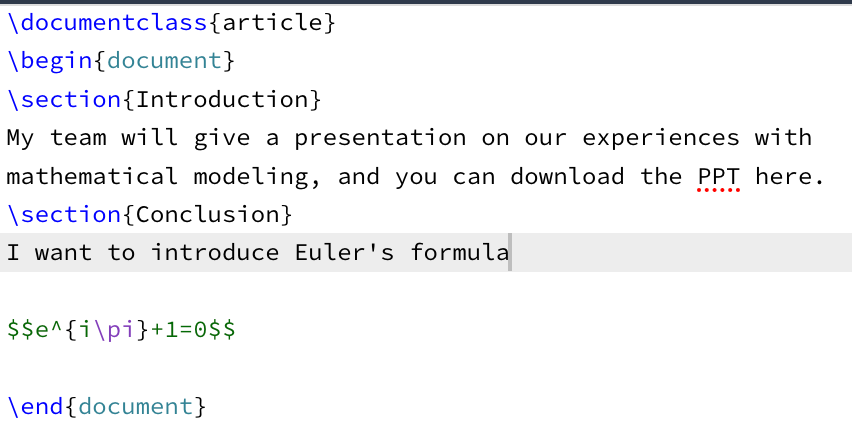 \documentclass{article}
\begin{document}
\section{Introduction}
My team will give a presentation on our experiences with
mathematical modeling, and you can download the PPT here.
\section{Conclusion}
I want to introduce Euler's formula
$$e^{i\pi}+1=0$$
\end{document}